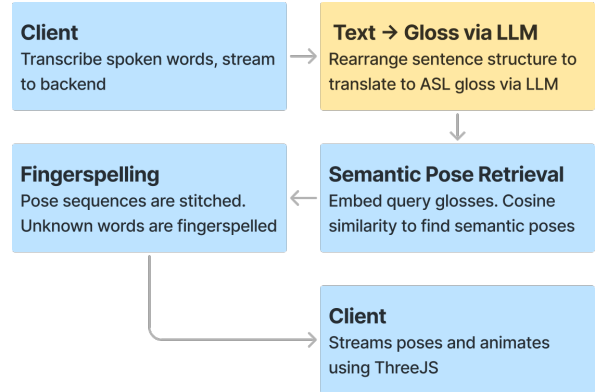 Client
Transcribe spoken words, stream
to backend
Text → Gloss via LLM
Rearrange sentence structure to
translate to ASL gloss via LLM
Semantic Pose Retrieval
Embed query glosses. Cosine
similarity to find semantic poses
Fingerspelling
Pose sequences are stitched.
Unknown words are fingerspelled
Client
Streams poses and animates
using ThreeJS